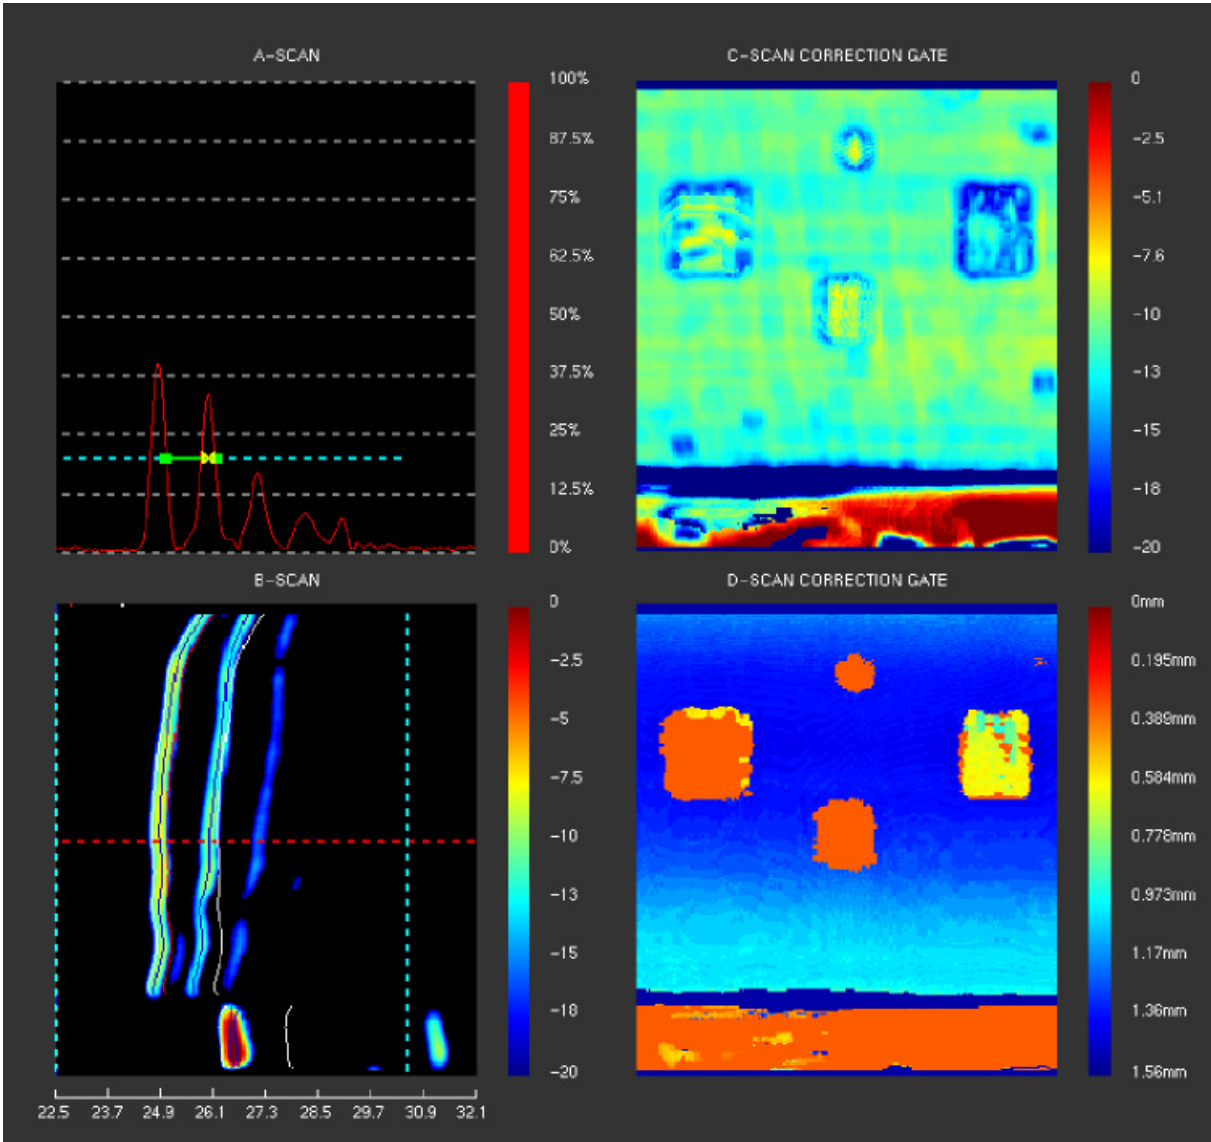 A-SCAN
100%
87.5%
75%
62.5%
50%
37.5%
25%
12.5%
0%
C-SCAN CORRECTION GATE
0
-2.5
-5.1
-7.6
-10
-13
-15
-18
-20
B-SCAN
0
-2.5
-5
-7.5
-10
-13
-15
-18
-20
22.5 23.7 24.9 26.1 27.3 28.5 29.7 30.9 32.1
D-SCAN CORRECTION GATE
0mm
0.195mm
0.389mm
0.584mm
0.778mm
0.973mm
1.17mm
1.36mm
1.56mm